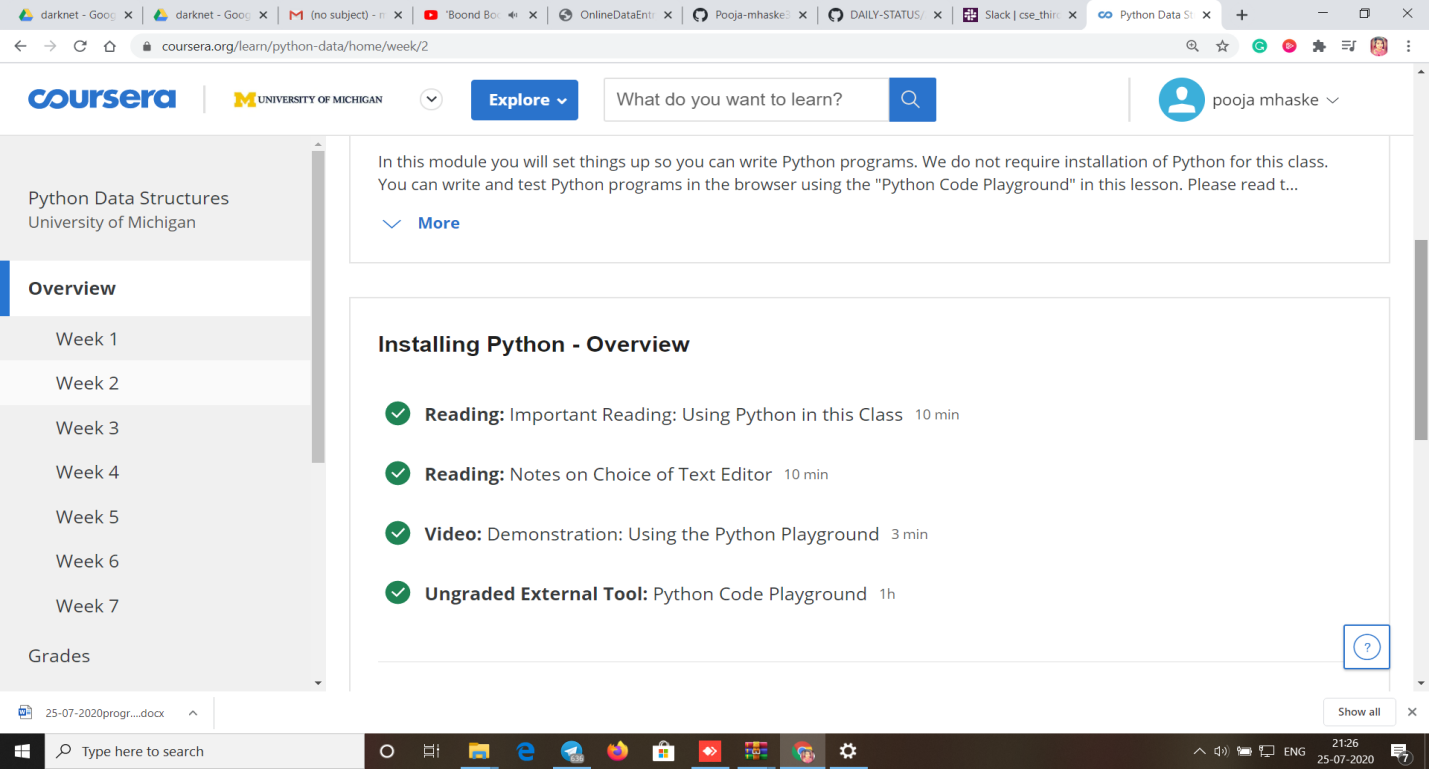 darknet - Goog
darknet - Goog
(no subject) - m
'Boond Boo
OnlineDataEntr
Pooja-mhaske3
DAILY-STATUS/
Slack | cse_third
Python Data St
coursera.org/learn/python-data/home/week/2
coursera
M UNIVERSITY OF MICHIGAN
Explore
What do you want to learn?
pooja mhaske
Python Data Structures
University of Michigan
Overview
Week 1
Week 2
Week 3
Week 4
Week 5
Week 6
Week 7
Grades
In this module you will set things up so you can write Python programs. We do not require installation of Python for this class.
You can write and test Python programs in the browser using the "Python Code Playground" in this lesson. Please read t...
More
Installing Python - Overview
Reading: Important Reading: Using Python in this Class 10 min
Reading: Notes on Choice of Text Editor 10 min
Video: Demonstration: Using the Python Playground 3 min
Ungraded External Tool: Python Code Playground 1h
?
25-07-2020progr....docx
Show all
Type here to search
636
ENG
21:26
25-07-2020
7